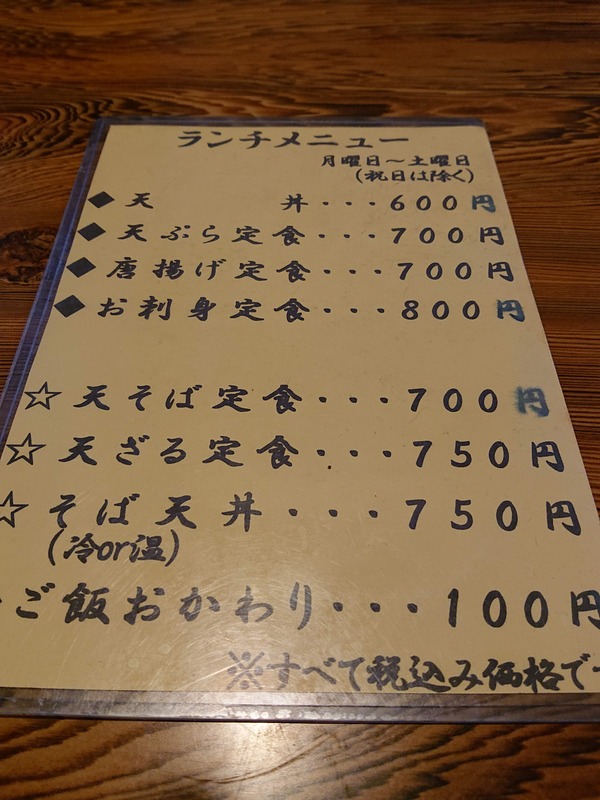 ランチメニュー
月曜日～土曜日
(祝日は除く)
◆天 丼・・・600円
◆天ぷら定食・・・700円
◆唐揚げ定食・・・700円
◆お刺身定食・・・800円
☆天そば定食・・・700円
☆天ざる定食・・・750円
☆そば天丼・・・750円
(冷or温)
ご飯おかわり・・・100円
※すべて税込み価格で